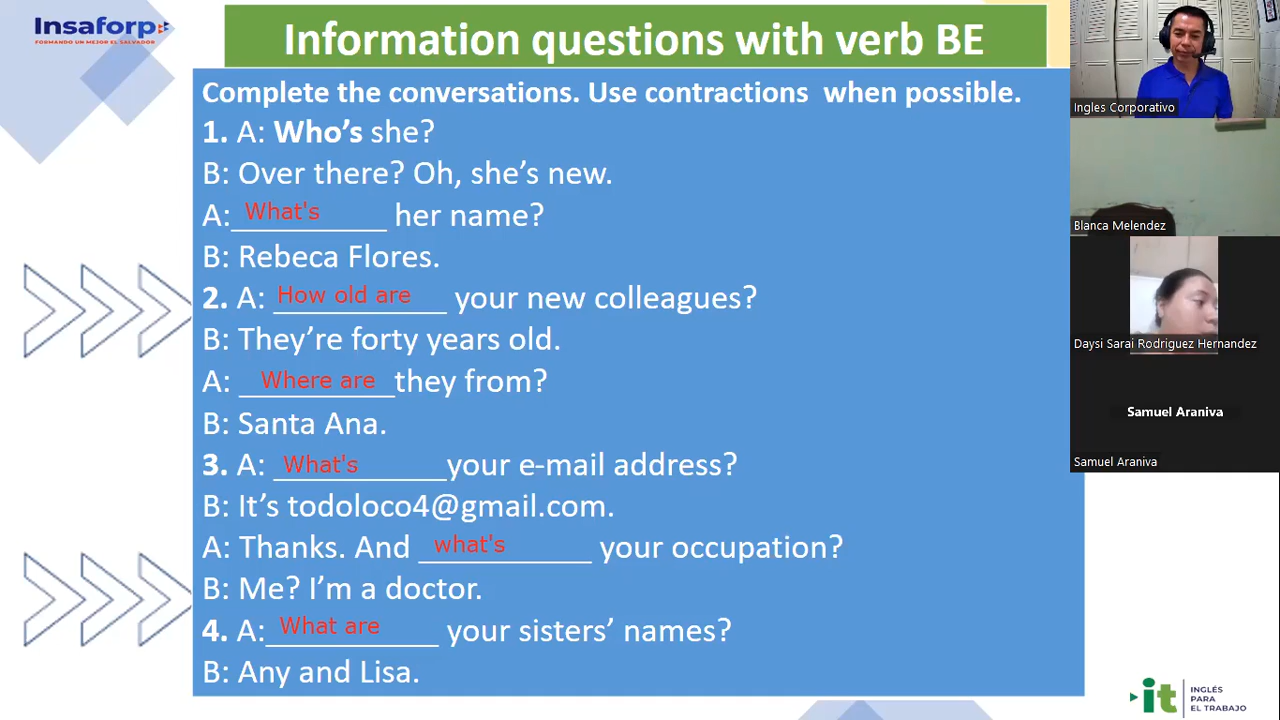 Insaforp
FORMANDO UN MEJOR EL SALVADOR
Information questions with verb BE
Complete the conversations. Use contractions when possible.
1. A: Who's she?
B: Over there? Oh, she's new.
A: What's her name?
B: Rebeca Flores.
2. A: How old are your new colleagues?
B: They're forty years old.
A: Where are they from?
B: Santa Ana.
3. A: What's your e-mail address?
B: It's todoloco4@gmail.com.
A: Thanks. And what's your occupation?
B: Me? I'm a doctor.
4. A: What are your sisters' names?
B: Any and Lisa.
Ingles Corporativo
Blanca Melendez
Daysi Sarai Rodriguez Hernandez
Samuel Araniva
Samuel Araniva
it
INGLÉS
PARA
EL TRABAJO